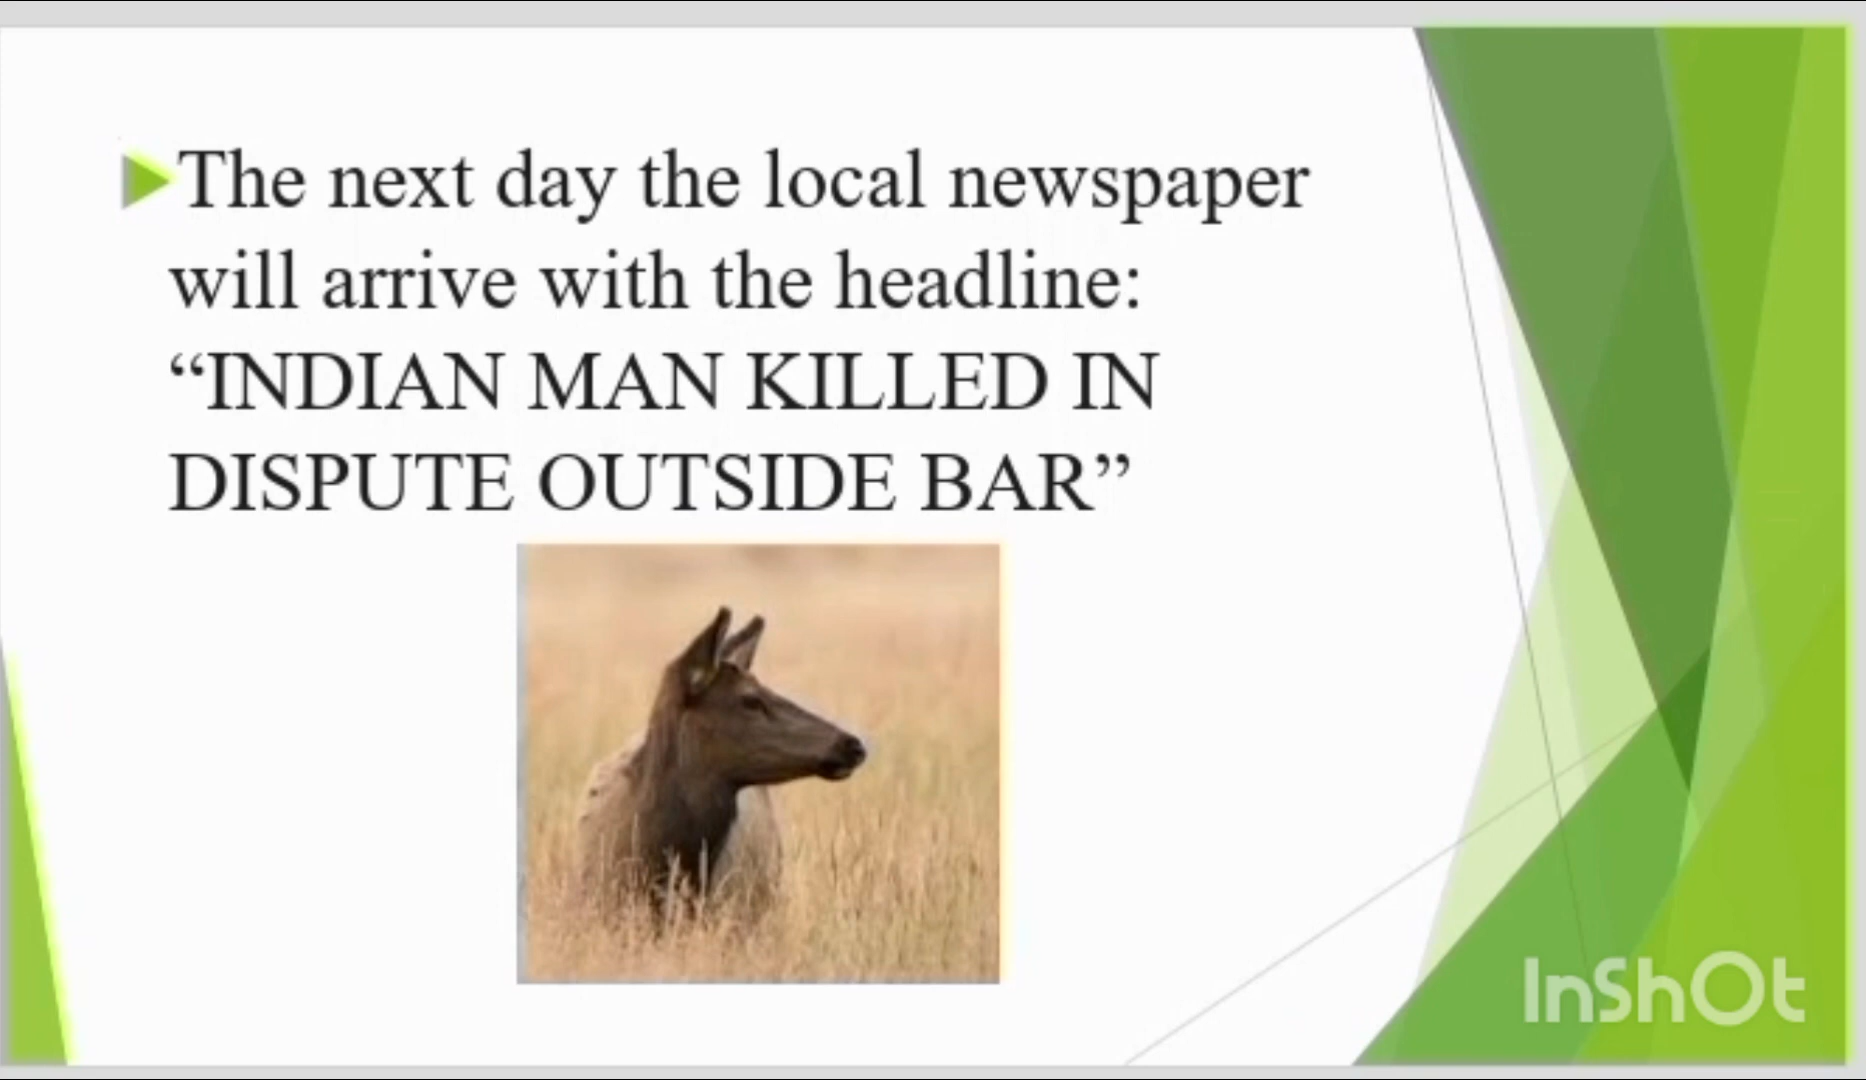 The next day the local newspaper
will arrive with the headline:
“INDIAN MAN KILLED IN
DISPUTE OUTSIDE BAR”
InShOt